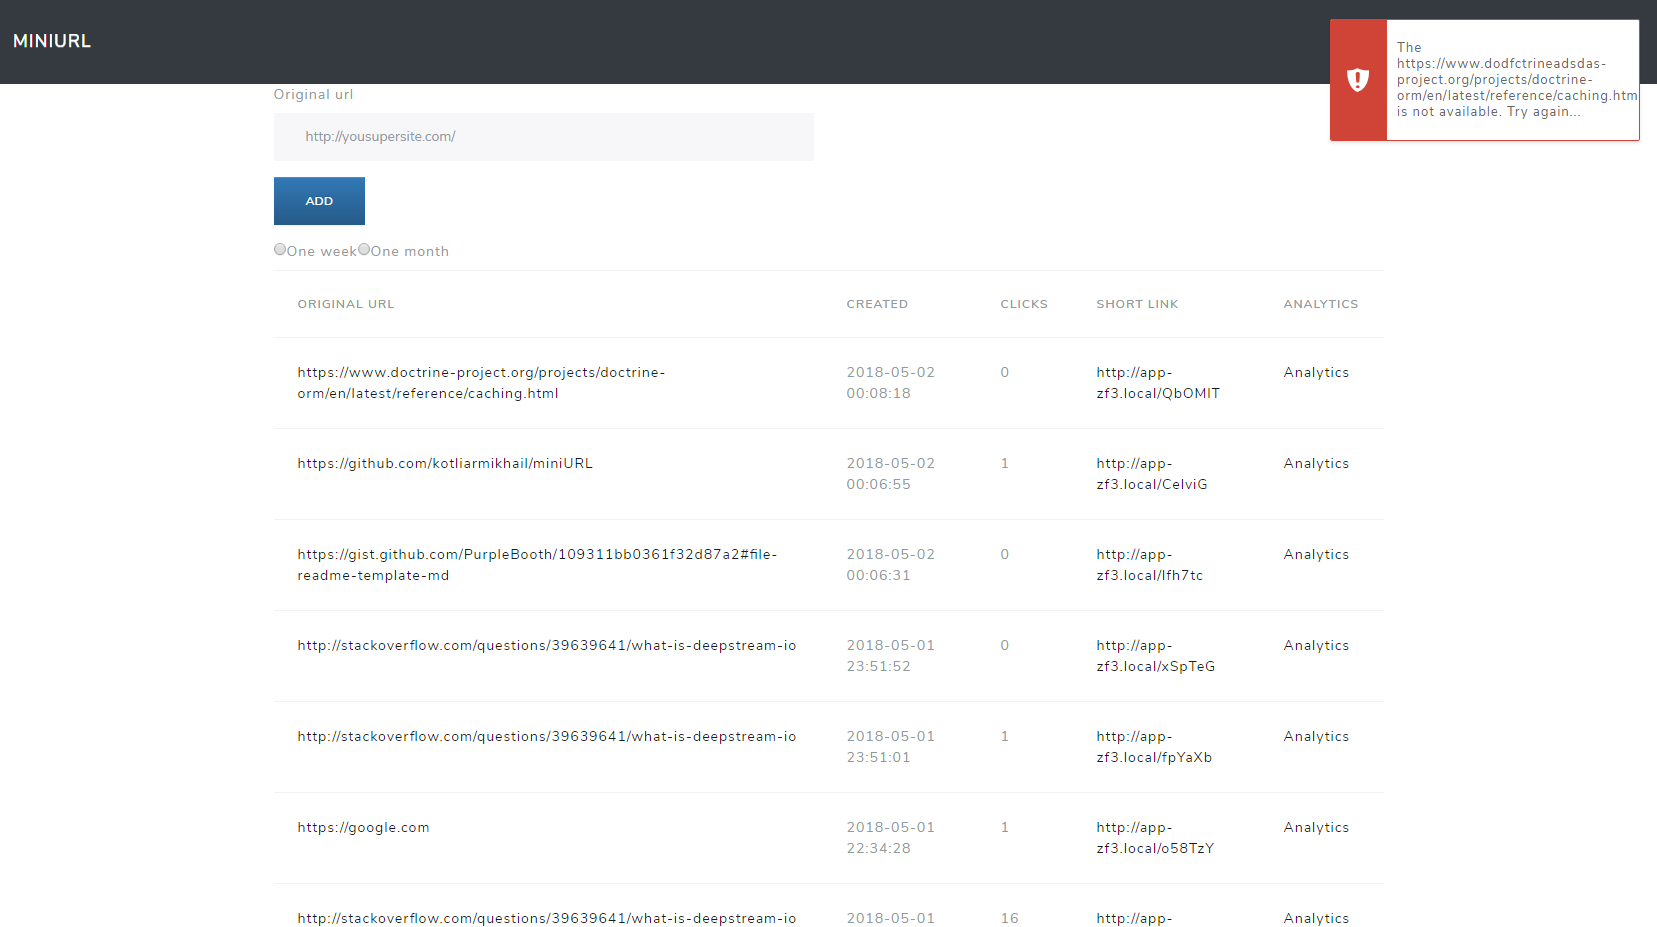 MINIURL
The
https://www.dodfctrineadsdas-
project.org/projects/doctrine-
orm/en/latest/reference/caching.htm
is not available. Try again...
Original url
http://yousupersite.com/
ADD
One week One month
ORIGINAL URL CREATED CLICKS SHORT LINK ANALYTICS
https://www.doctrine-project.org/projects/doctrine- 2018-05-02 0 http://app- Analytics
orm/en/latest/reference/caching.html 00:08:18 zf3.local/QbOMIT
https://github.com/kotliarmikhail/miniURL 2018-05-02 1 http://app- Analytics
00:06:55 zf3.local/CelviG
https://gist.github.com/PurpleBooth/109311bb0361f32d87a2#file- 2018-05-02 0 http://app- Analytics
readme-template-md 00:06:31 zf3.local/lfh7tc
http://stackoverflow.com/questions/39639641/what-is-deepstream-io 2018-05-01 0 http://app- Analytics
23:51:52 zf3.local/xSpTeG
http://stackoverflow.com/questions/39639641/what-is-deepstream-io 2018-05-01 1 http://app- Analytics
23:51:01 zf3.local/fpYaXb
https://google.com 2018-05-01 1 http://app- Analytics
22:34:28 zf3.local/o58TzY
http://stackoverflow.com/questions/39639641/what-is-deepstream-io 2018-05-01 16 http://app- Analytics